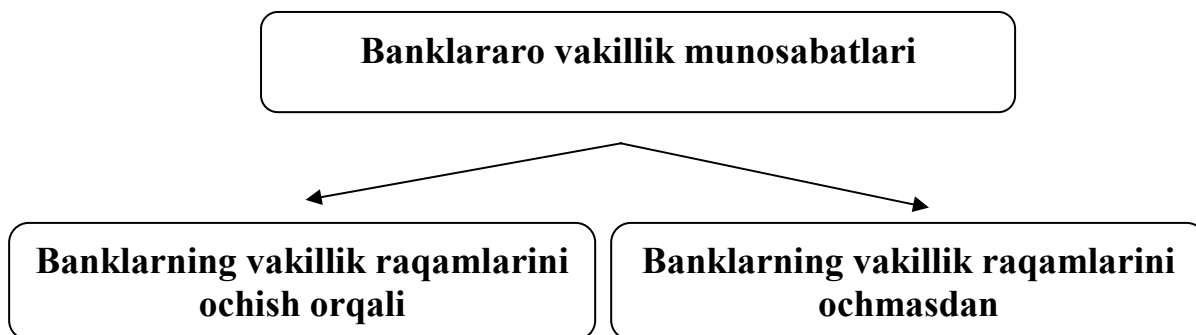 Banklararo vakillik munosabatlari
Banklarning vakillik raqamlarini
ochish orqali
Banklarning vakillik raqamlarini
ochmasdan